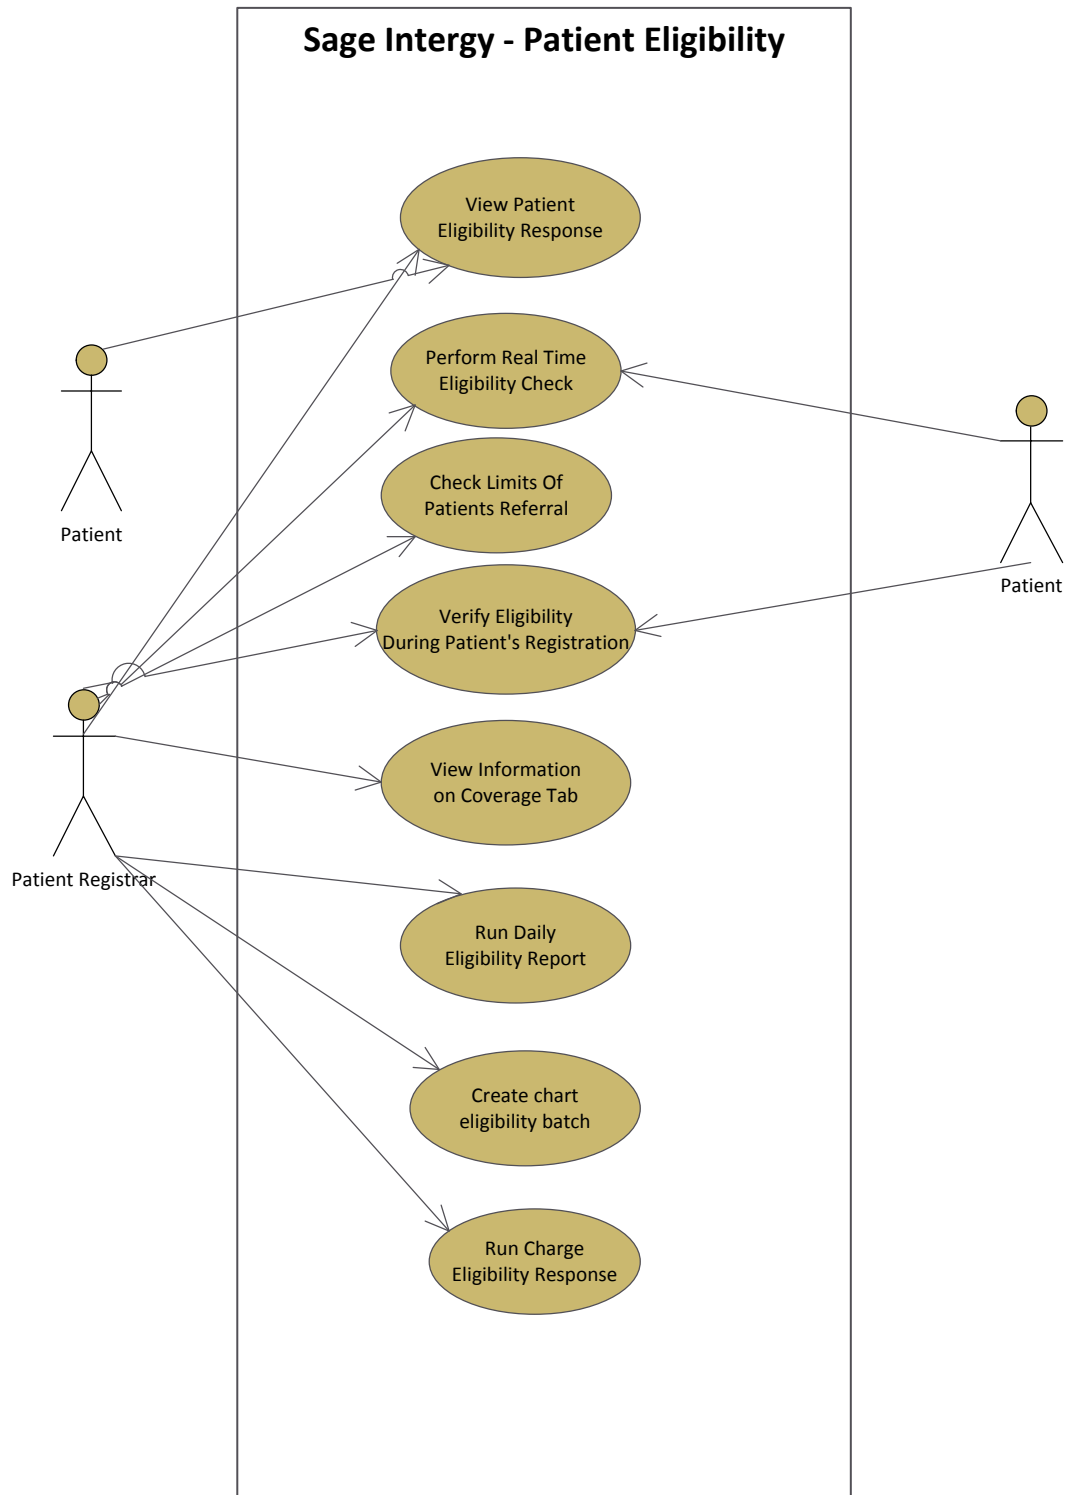 Sage Intergy - Patient Eligibility
View Patient
Eligibility Response
Perform Real Time
Eligibility Check
Patient
Check Limits Of
Patients Referral
Patient
Verify Eligibility
During Patient's Registration
View Information
on Coverage Tab
Patient Registrar
Run Daily
Eligibility Report
Create chart
eligibility batch
Run Charge
Eligibility Response